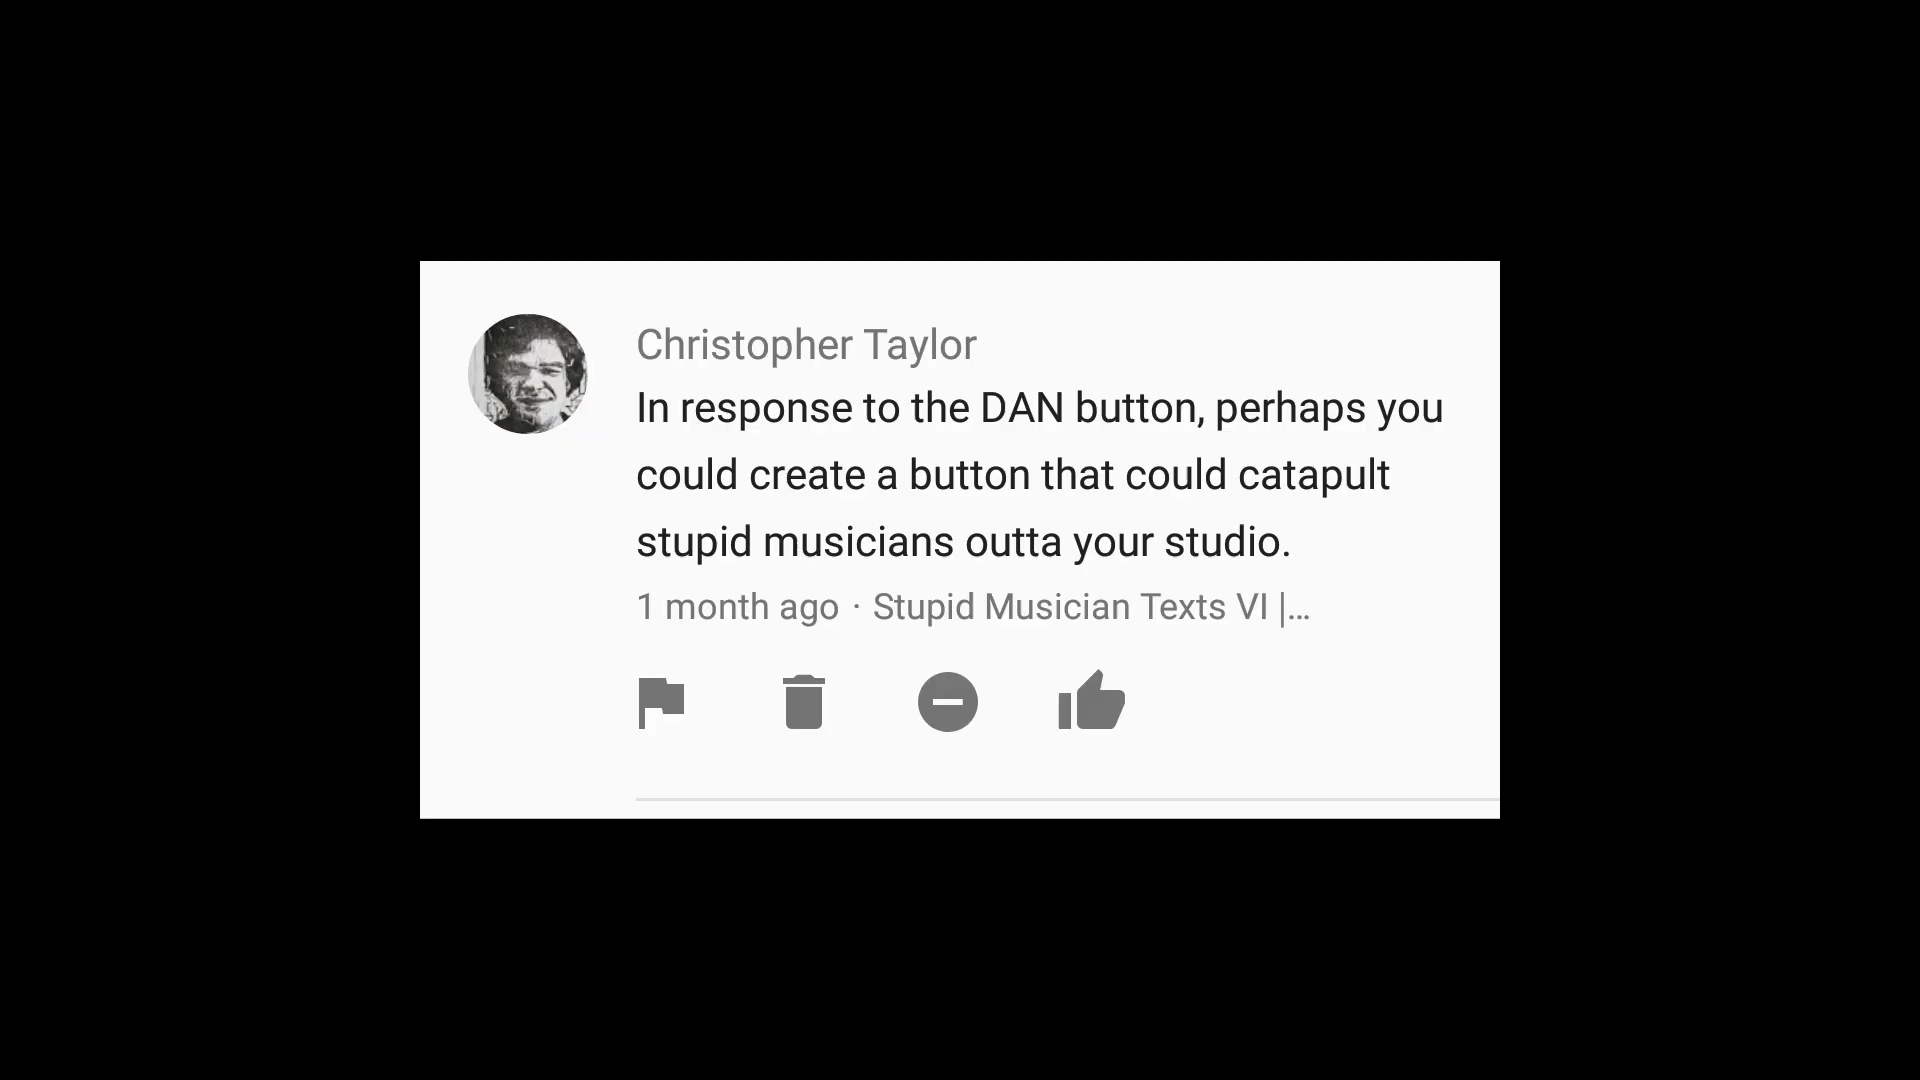 Christopher Taylor
In response to the DAN button, perhaps you
could create a button that could catapult
stupid musicians outta your studio.
1 month ago · Stupid Musician Texts VI |...